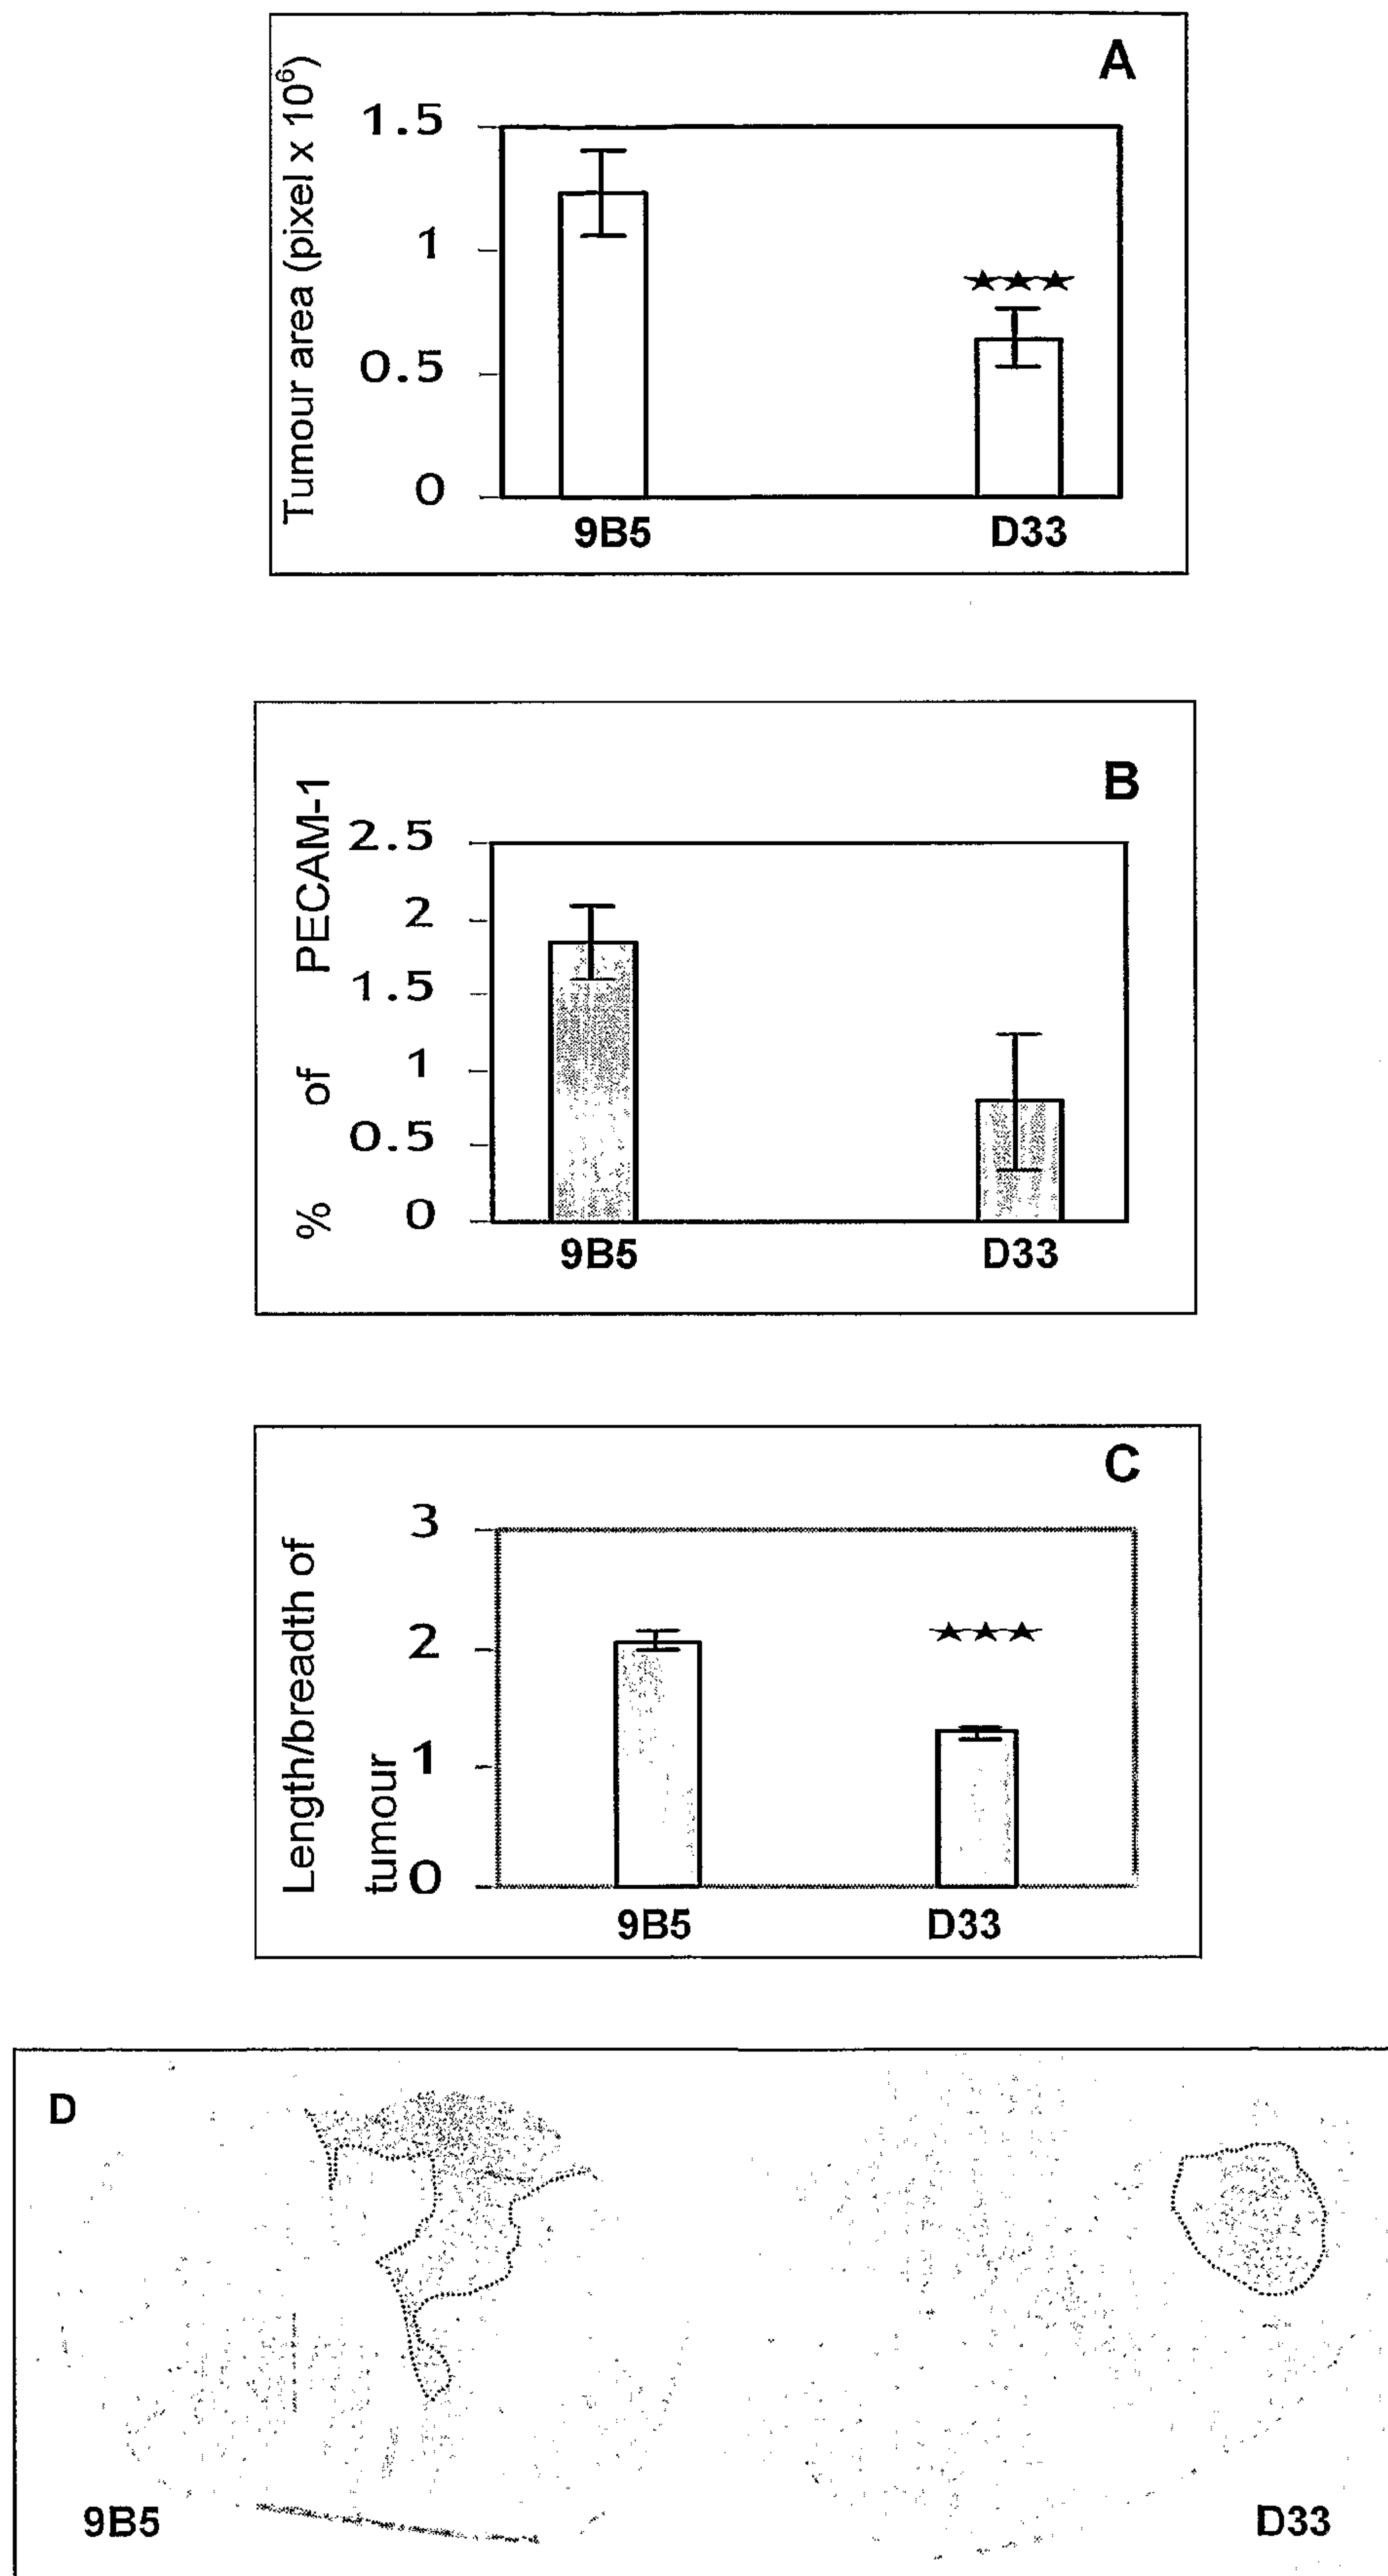 A
Tumour area (pixel x 10⁶)
1.5
1
0.5
0
★★★
9B5 D33
B
% of PECAM-1
2.5
2
1.5
1
0.5
0
9B5 D33
C
Length/breadth of
tumour
3
2
1
0
★★★
9B5 D33
D
9B5 D33